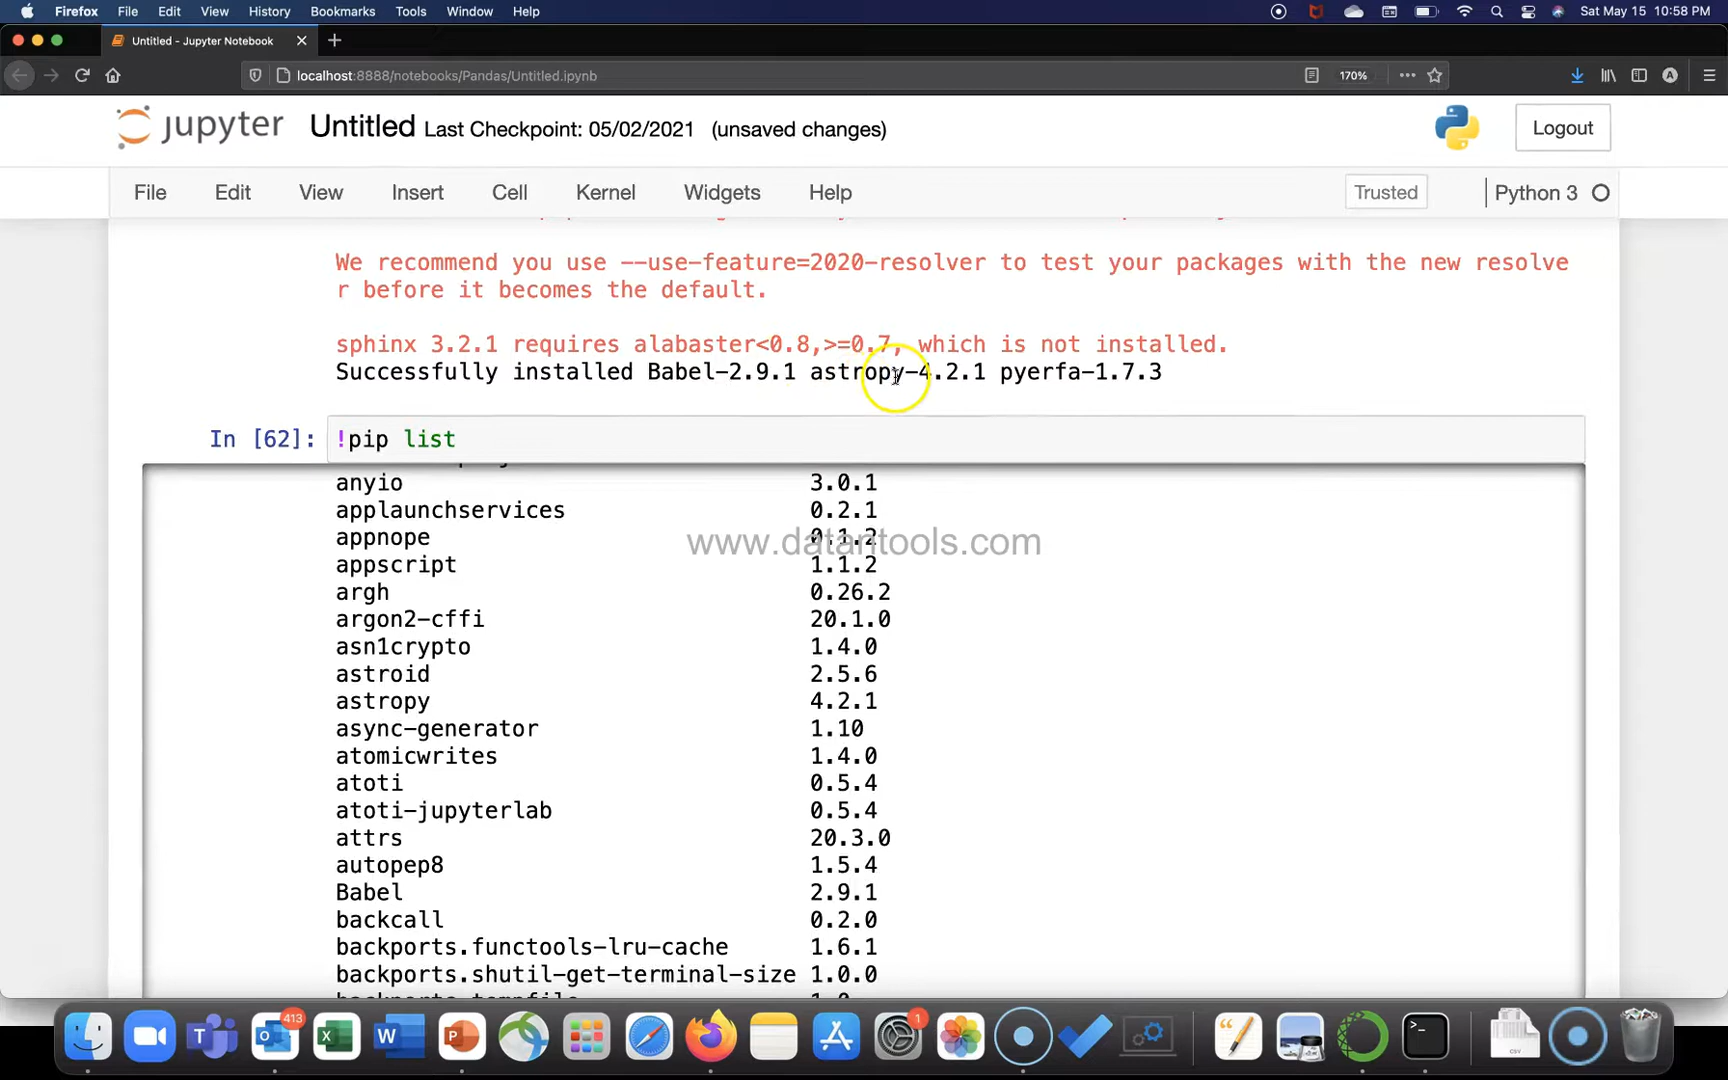 Firefox File Edit View History Bookmarks Tools Window Help Sat May 15 10:58 PM
Untitled - Jupyter Notebook
localhost:8888/notebooks/Pandas/Untitled.ipynb 170%
jupyter Untitled Last Checkpoint: 05/02/2021 (unsaved changes) Logout
File Edit View Insert Cell Kernel Widgets Help Trusted Python 3
We recommend you use --use-feature=2020-resolver to test your packages with the new resolve
r before it becomes the default.
sphinx 3.2.1 requires alabaster<0.8,>=0.7, which is not installed.
Successfully installed Babel-2.9.1 astropy-4.2.1 pyerfa-1.7.3
In [62]: !pip list
anyio 3.0.1
applaunchservices 0.2.1
appnope 0.1.2
www.datantools.com
appscript 1.1.2
argh 0.26.2
argon2-cffi 20.1.0
asn1crypto 1.4.0
astroid 2.5.6
astropy 4.2.1
async-generator 1.10
atomicwrites 1.4.0
atoti 0.5.4
atoti-jupyterlab 0.5.4
attrs 20.3.0
autopep8 1.5.4
Babel 2.9.1
backcall 0.2.0
backports.functools-lru-cache 1.6.1
backports.shutil-get-terminal-size 1.0.0
413
1